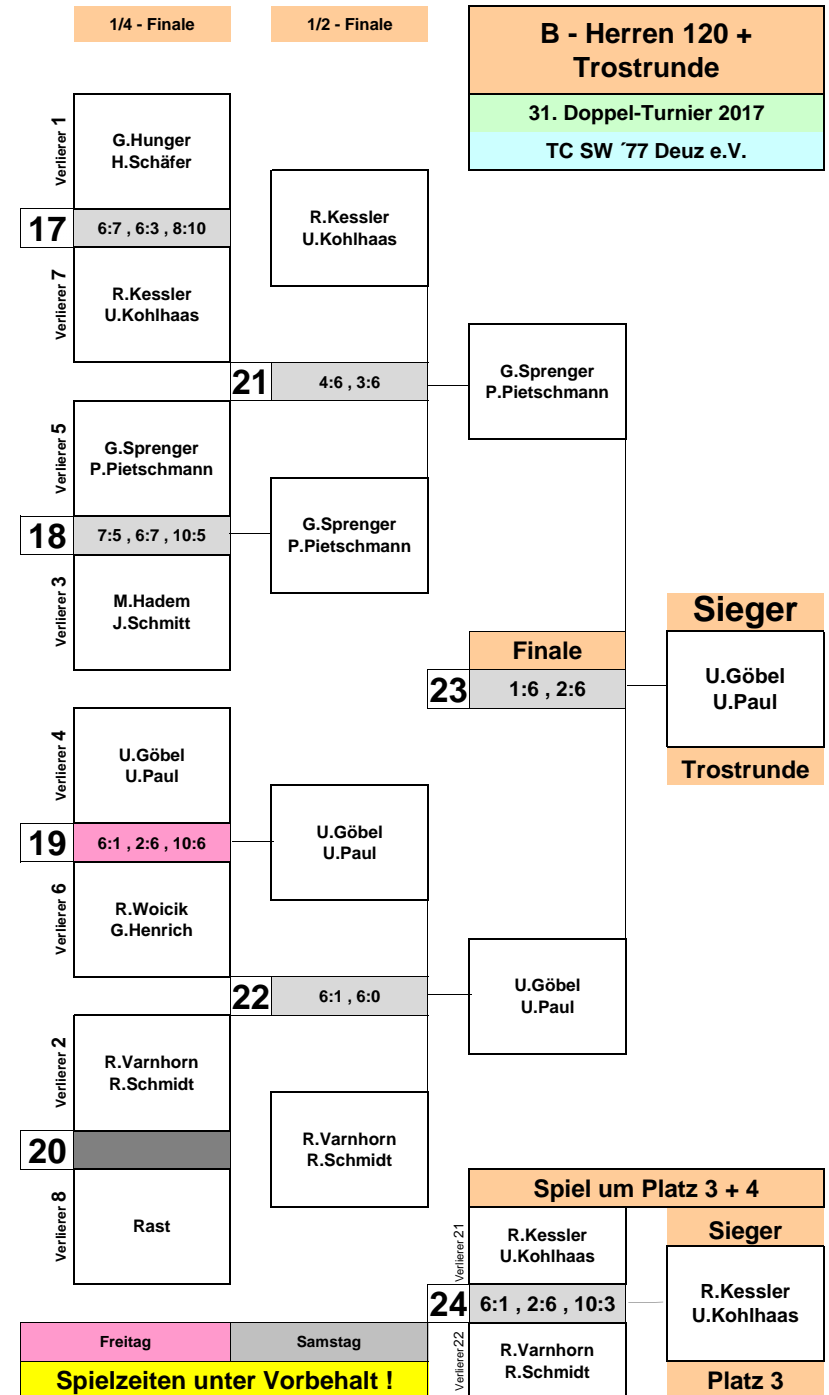 1/4 - Finale
1/2 - Finale
B - Herren 120 +
Trostrunde
31. Doppel-Turnier 2017
TC SW ´77 Deuz e.V.
Verlierer 1
G.Hunger
H.Schäfer
17
6:7 , 6:3 , 8:10
Verlierer 7
R.Kessler
U.Kohlhaas
R.Kessler
U.Kohlhaas
21
4:6 , 3:6
G.Sprenger
P.Pietschmann
Verlierer 5
G.Sprenger
P.Pietschmann
18
7:5 , 6:7 , 10:5
G.Sprenger
P.Pietschmann
Verlierer 3
M.Hadem
J.Schmitt
Finale
23
1:6 , 2:6
Sieger
U.Göbel
U.Paul
Trostrunde
Verlierer 4
U.Göbel
U.Paul
19
6:1 , 2:6 , 10:6
U.Göbel
U.Paul
Verlierer 6
R.Woicik
G.Henrich
22
6:1 , 6:0
U.Göbel
U.Paul
Verlierer 2
R.Varnhorn
R.Schmidt
20
R.Varnhorn
R.Schmidt
Verlierer 8
Rast
Spiel um Platz 3 + 4
Verlierer 21
R.Kessler
U.Kohlhaas
Sieger
24
6:1 , 2:6 , 10:3
R.Kessler
U.Kohlhaas
Verlierer 22
R.Varnhorn
R.Schmidt
Platz 3
Freitag
Samstag
Spielzeiten unter Vorbehalt !